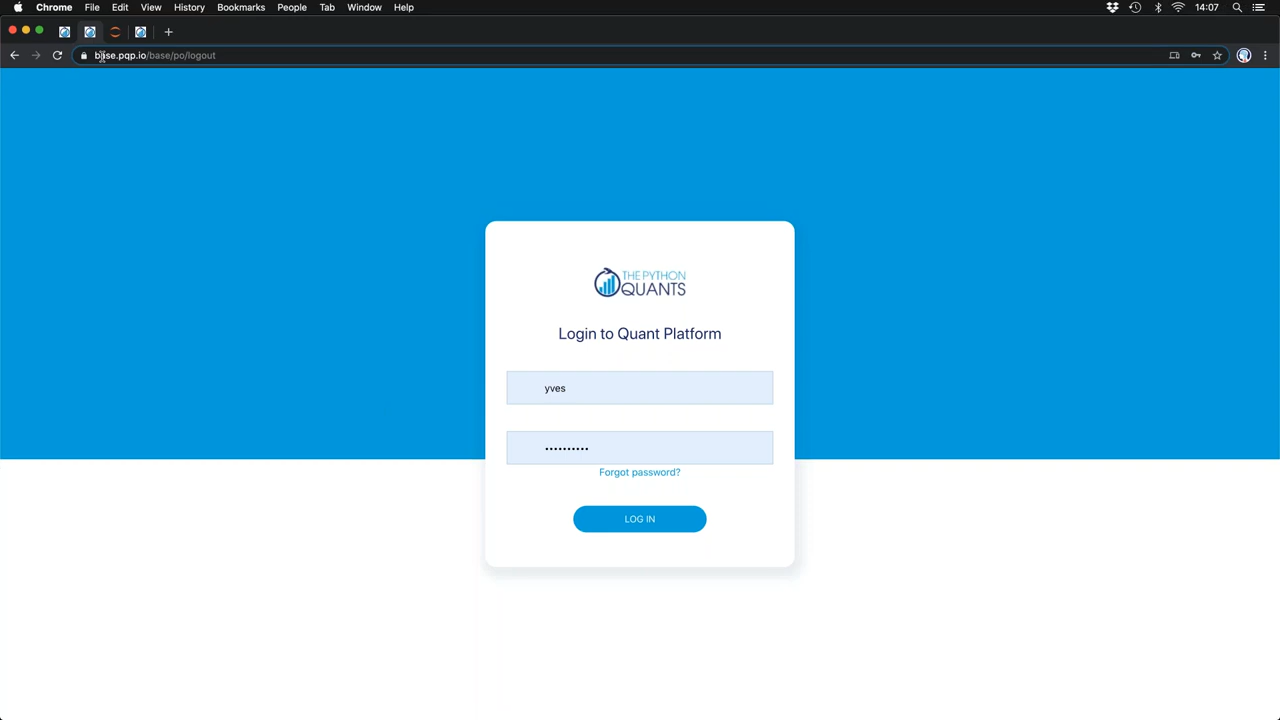 Chrome File Edit View History Bookmarks People Tab Window Help 14:07
base.pqp.io/base/po/logout
THE PYTHON
QUANTS
Login to Quant Platform
yves
••••••••••
Forgot password?
LOG IN